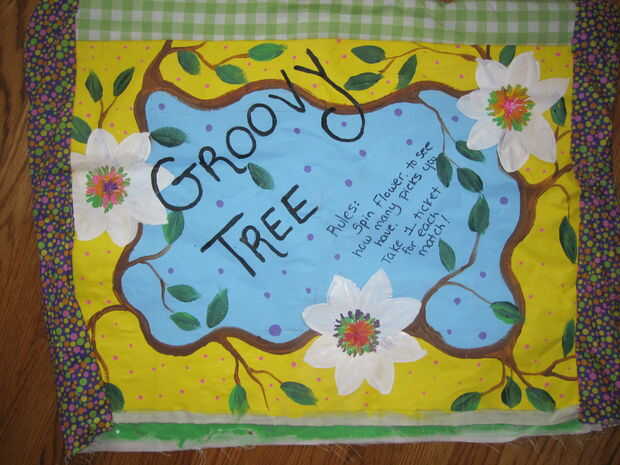 GROOVY
TREE
Rules:
Spin Flower to see
how many picks you
have.
Take 1 ticket
for each
match!